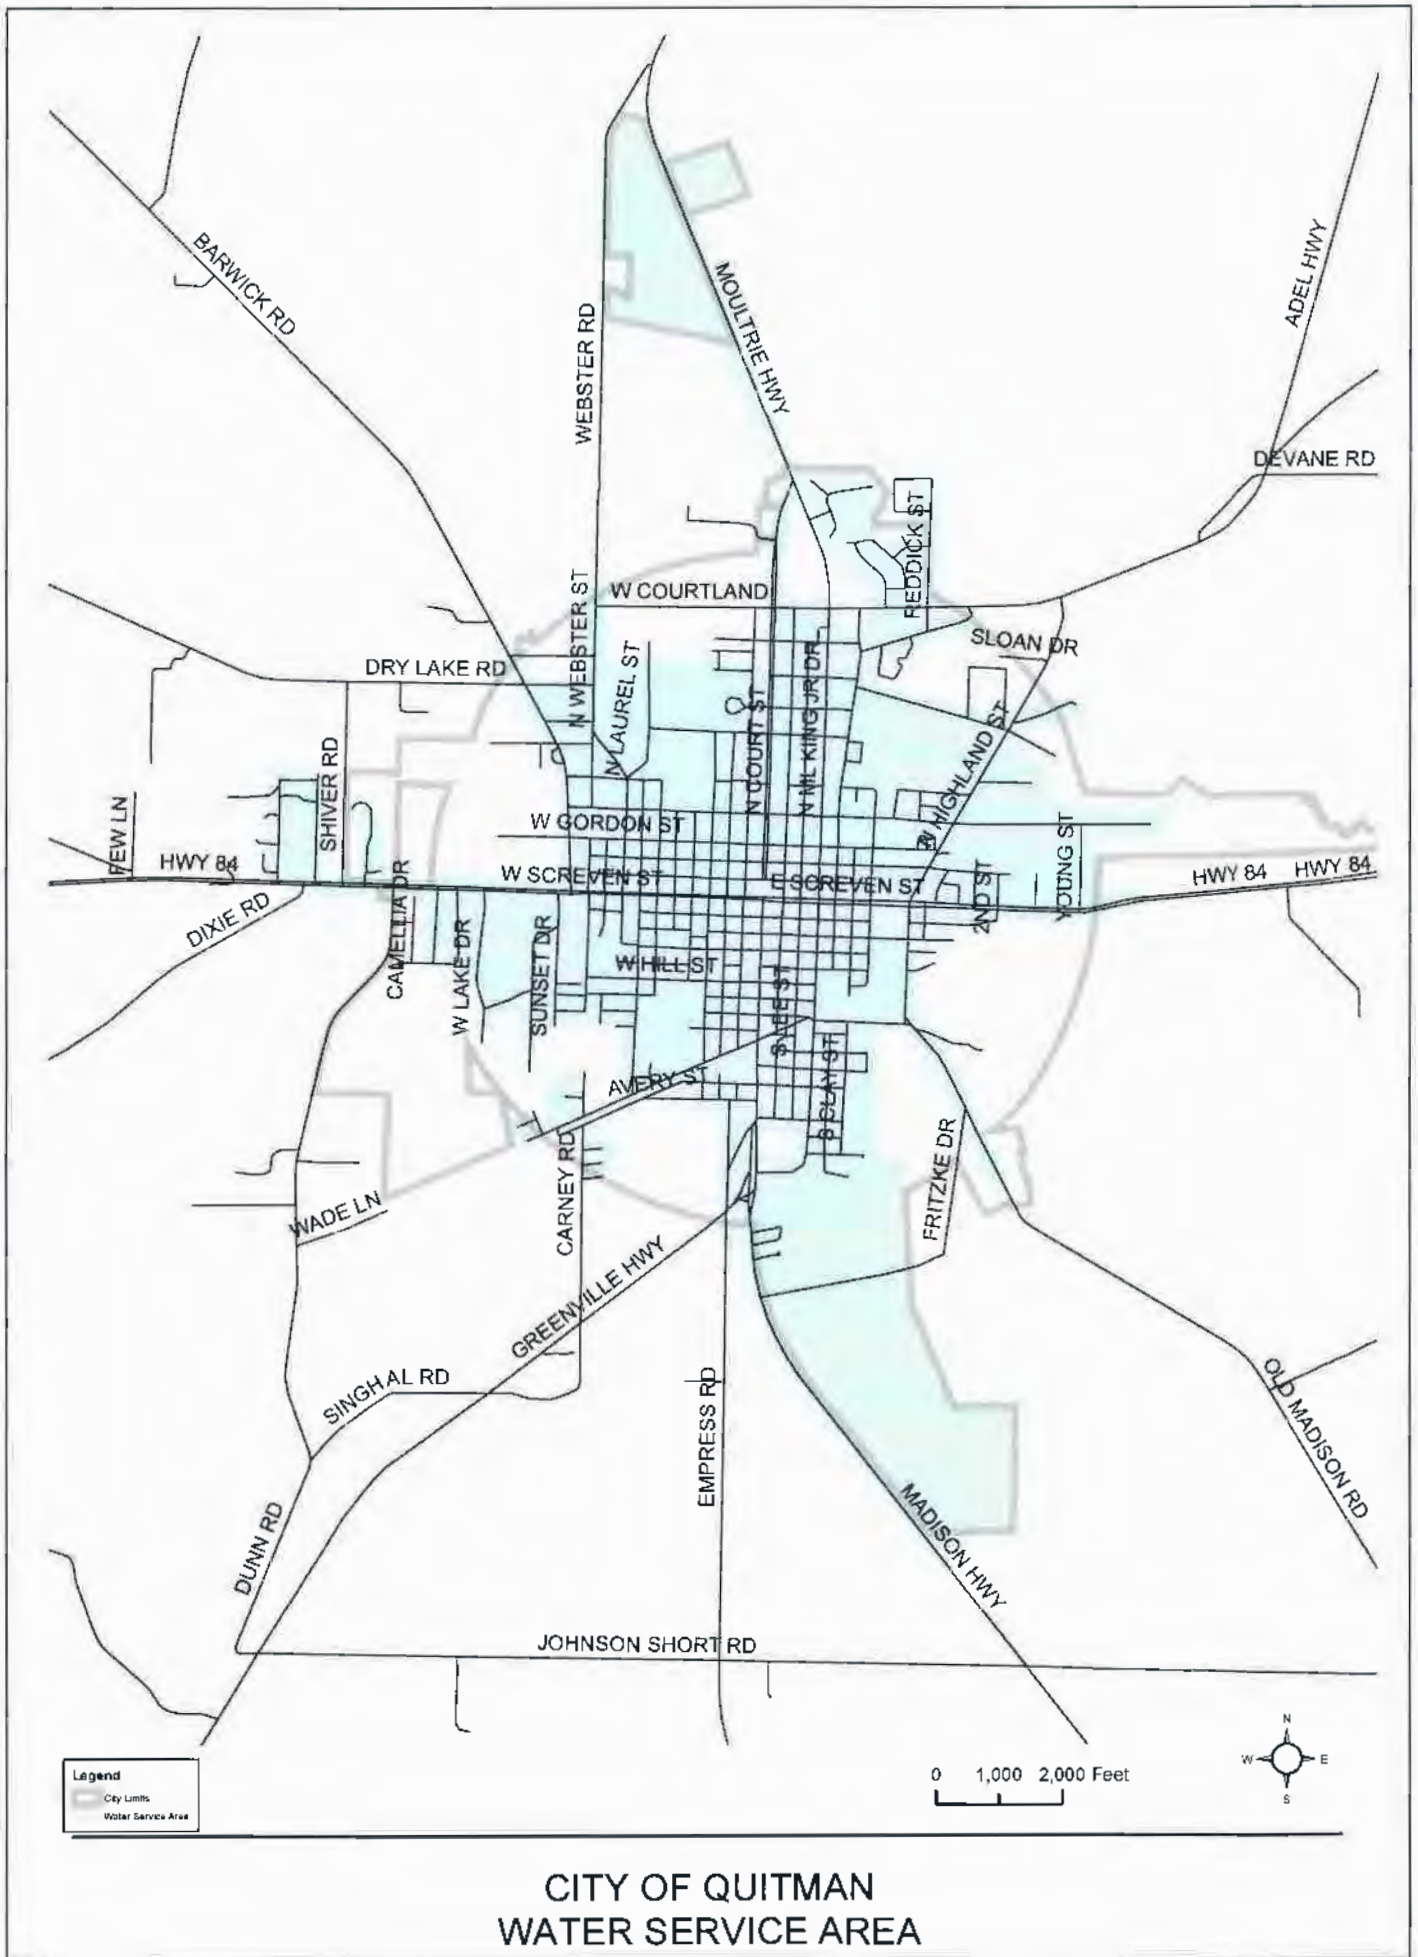 BARWICK RD
WEBSTER RD
MOULTRIE HWY
ADEL HWY
DEVANE RD
REDDICK ST
W COURTLAND
N WEBSTER ST
SLOAN DR
DRY LAKE RD
N LAUREL ST
N COURT ST
N ML KING JR DR
HIGHLAND ST
SHIVER RD
FEW LN
W GORDON ST
YOUNG ST
HWY 84
W SCREVEN ST
E SCREVEN ST
2ND ST
HWY 84
HWY 84
DIXIE RD
CAMELLIA DR
W LAKE DR
SUNSET DR
W HILL ST
S LEE ST
S CLAY ST
AVERY ST
FRITZKE DR
CARNEY RD
WADE LN
GREENVILLE HWY
SINGHAL RD
EMPRESS RD
OLD MADISON RD
MADISON HWY
DUNN RD
JOHNSON SHORT RD
N
W E
S
0 1,000 2,000 Feet
Legend
City Limits
Water Service Area
CITY OF QUITMAN
WATER SERVICE AREA